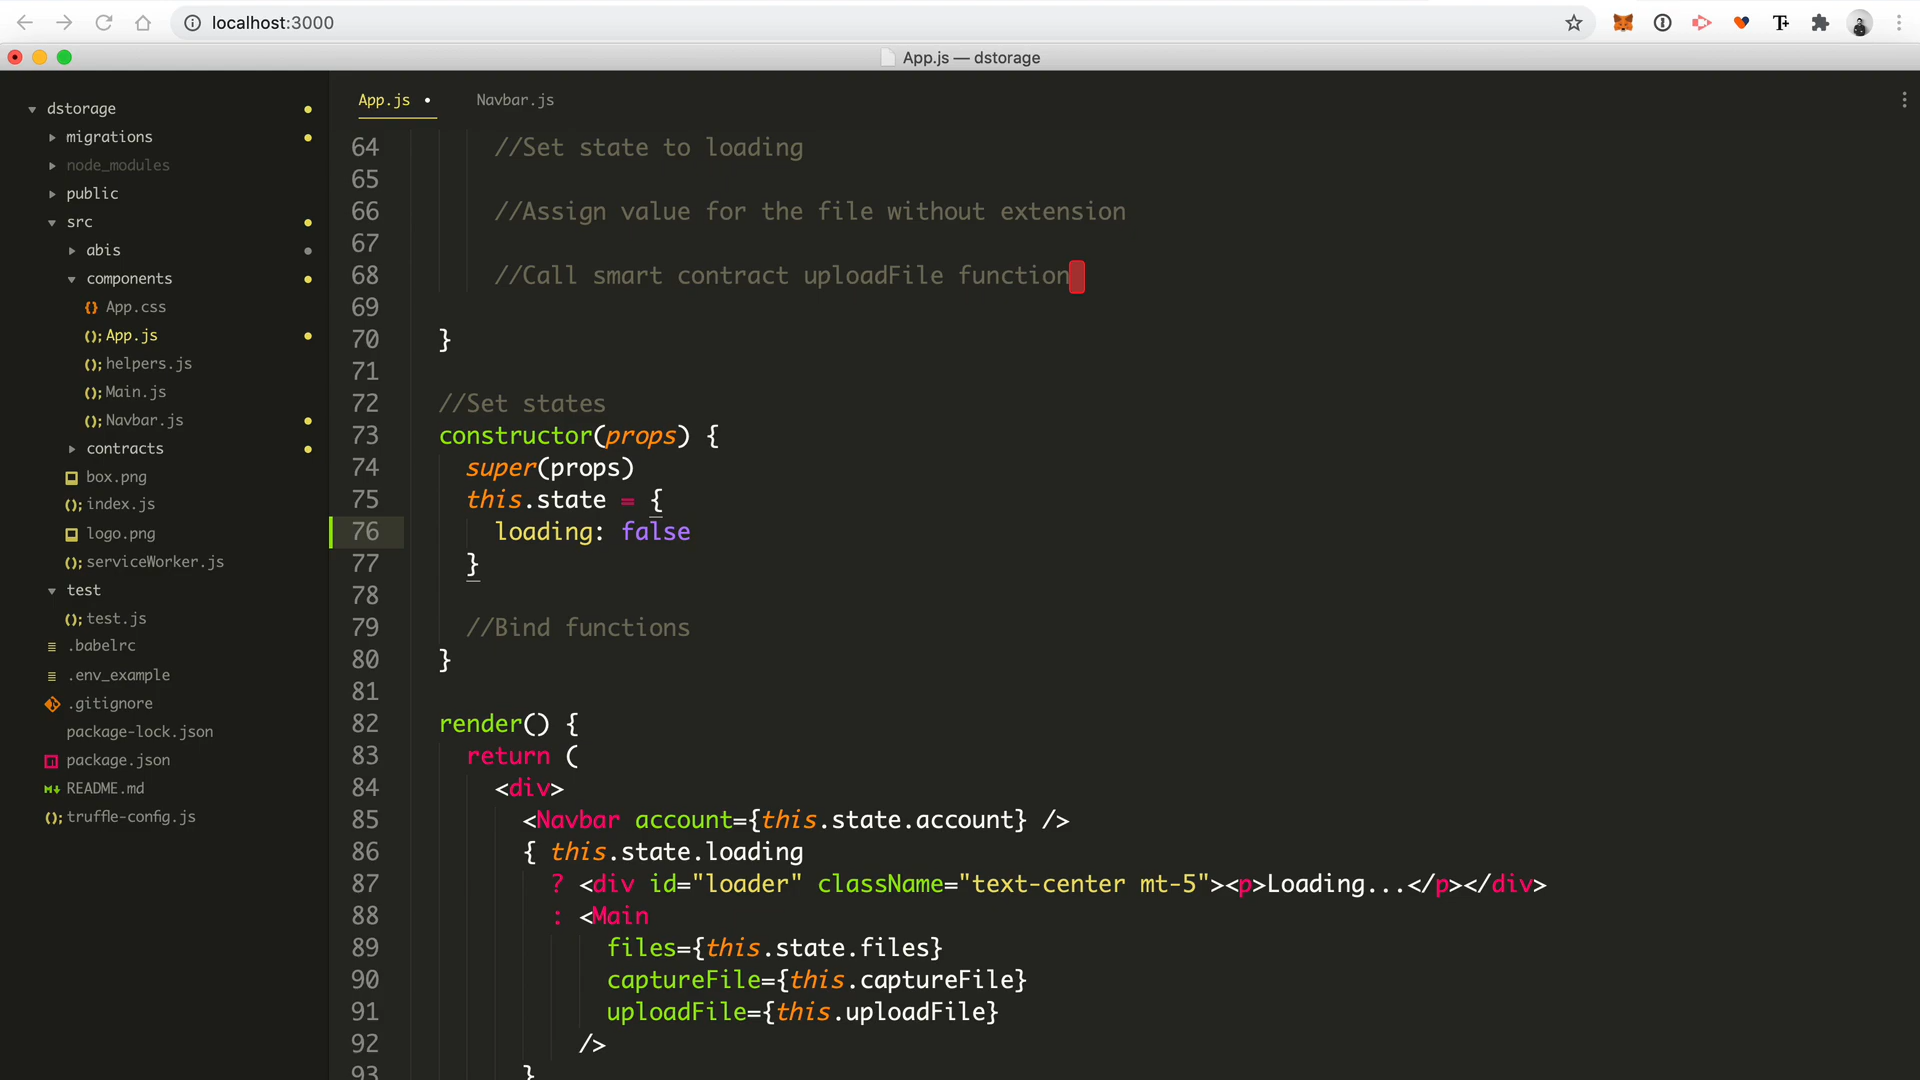 localhost:3000
App.js — dstorage
dstorage
migrations
node_modules
public
src
abis
components
{} App.css
(); App.js
(); helpers.js
(); Main.js
(); Navbar.js
contracts
box.png
(); index.js
logo.png
(); serviceWorker.js
test
(); test.js
.babelrc
.env_example
.gitignore
package-lock.json
package.json
README.md
(); truffle-config.js
App.js • Navbar.js
64 //Set state to loading
65
66 //Assign value for the file without extension
67
68 //Call smart contract uploadFile function
69
70 }
71
72 //Set states
73 constructor(props) {
74 super(props)
75 this.state = {
76 loading: false
77 }
78
79 //Bind functions
80 }
81
82 render() {
83 return (
84 <div>
85 <Navbar account={this.state.account} />
86 { this.state.loading
87 ? <div id="loader" className="text-center mt-5"><p>Loading...</p></div>
88 : <Main
89 files={this.state.files}
90 captureFile={this.captureFile}
91 uploadFile={this.uploadFile}
92 />
93 }